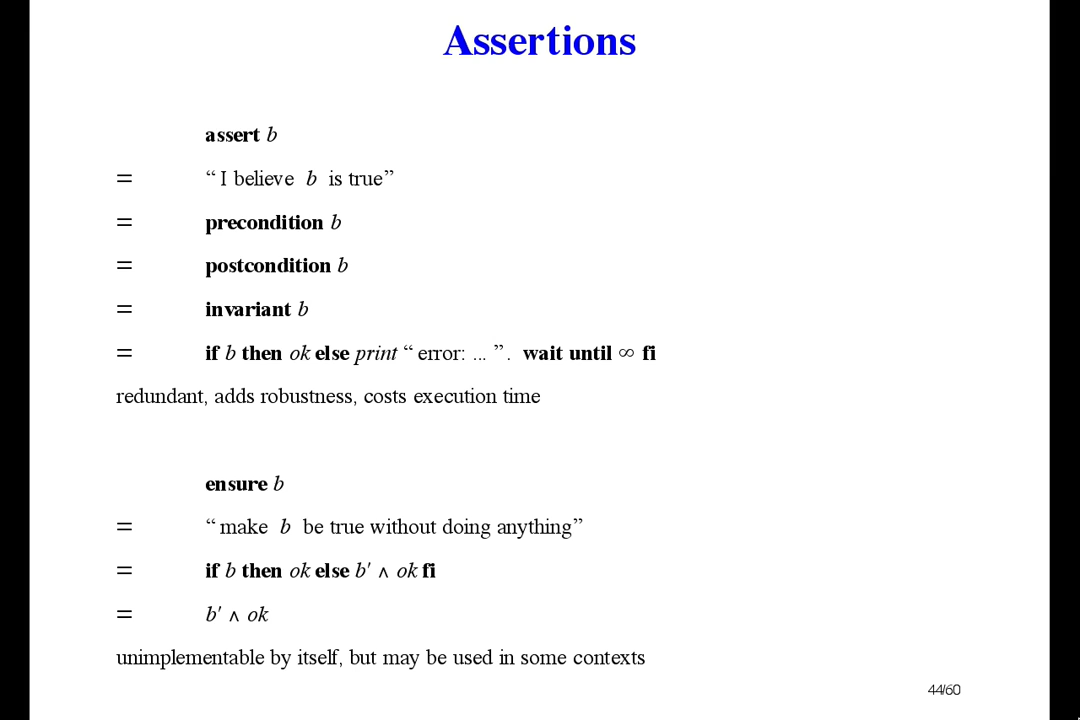 Assertions
assert b
= “ I believe b is true”
= precondition b
= postcondition b
= invariant b
= if b then ok else print “ error: ... ”. wait until ∞ fi
redundant, adds robustness, costs execution time
ensure b
= “ make b be true without doing anything”
= if b then ok else b′ ∧ ok fi
= b′ ∧ ok
unimplementable by itself, but may be used in some contexts
44/60